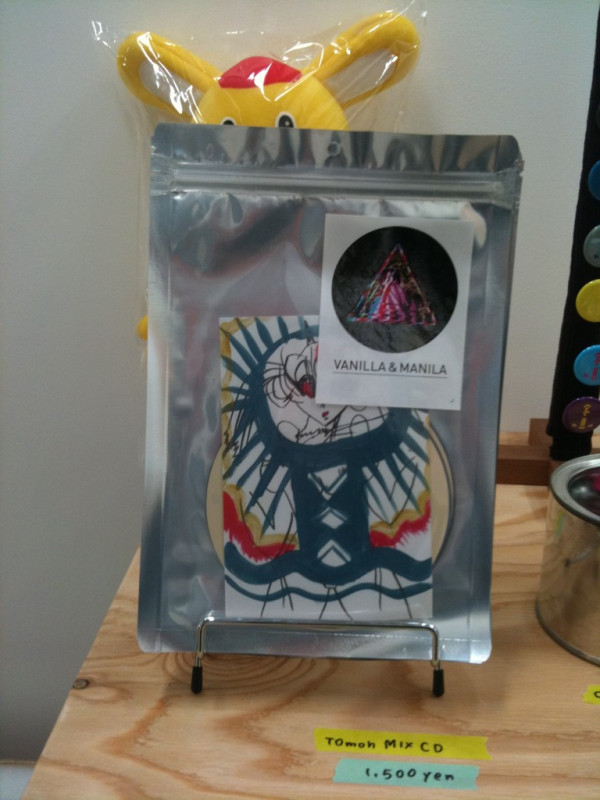 VANILLA & MANILA
TOmoh MIX CD
1,500 yen